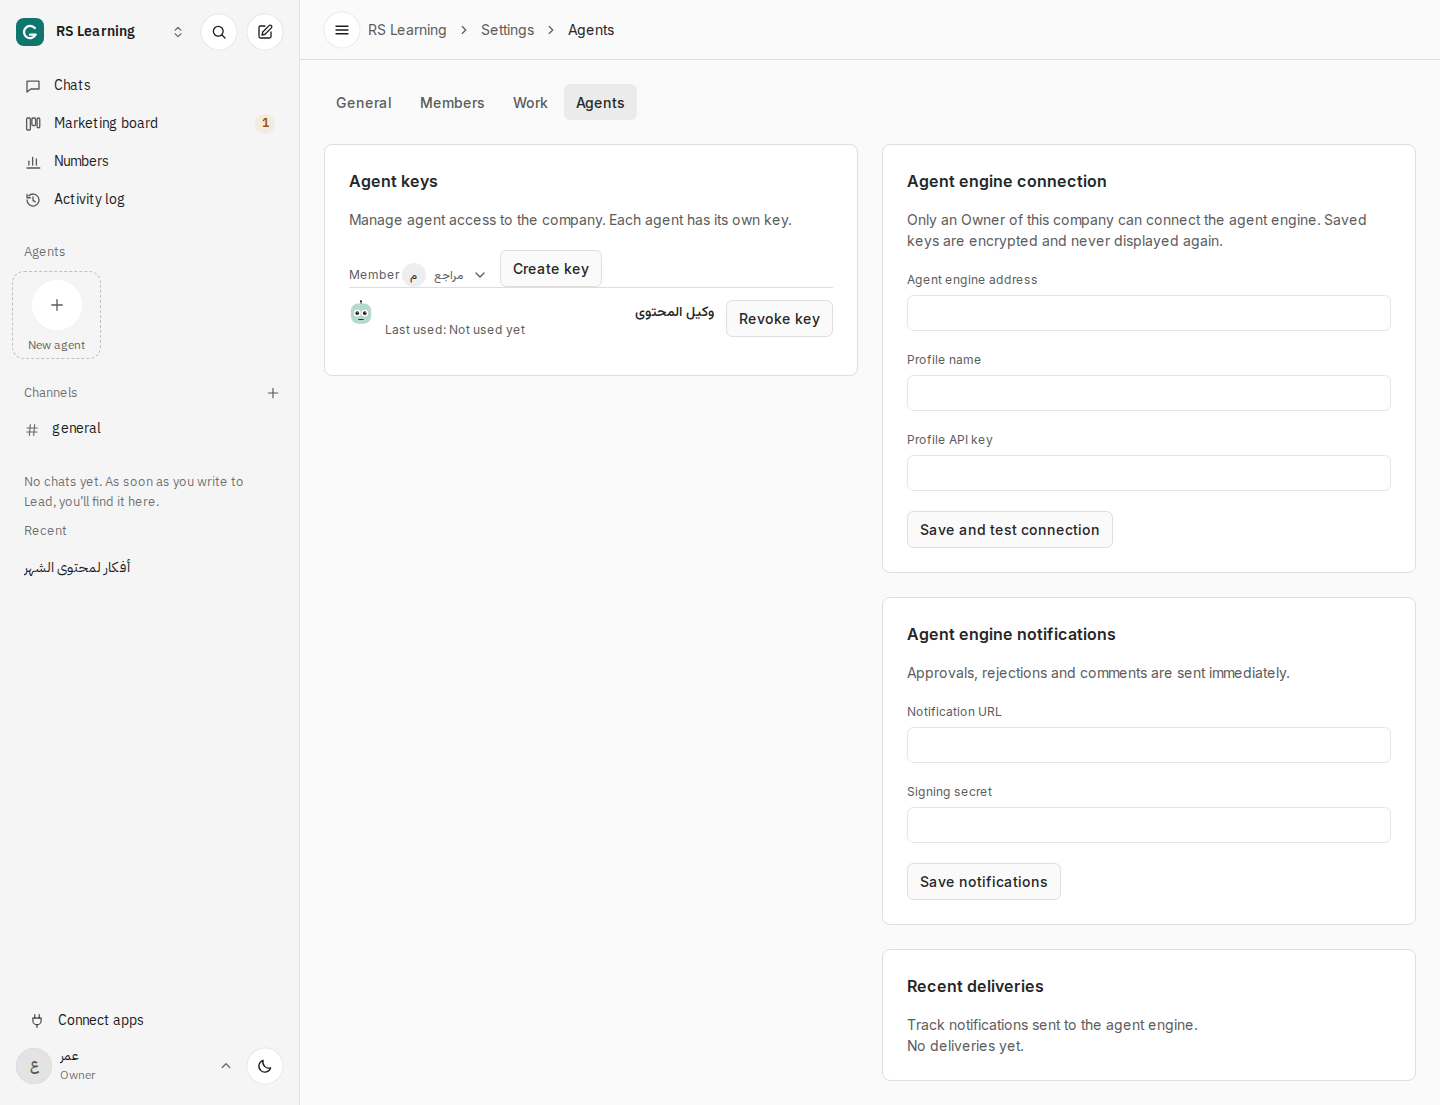 RS Learning
Chats
Marketing board
1
Numbers
Activity log
Agents
New agent
Channels
general
No chats yet. As soon as you write to
Lead, you'll find it here.
Recent
أفكار لمحتوى الشهر
Connect apps
ع
عمر
Owner
RS Learning > Settings > Agents
General
Members
Work
Agents
Agent keys
Manage agent access to the company. Each agent has its own key.
Member م مراجع
Create key
وكيل المحتوى
Last used: Not used yet
Revoke key
Agent engine connection
Only an Owner of this company can connect the agent engine. Saved
keys are encrypted and never displayed again.
Agent engine address
Profile name
Profile API key
Save and test connection
Agent engine notifications
Approvals, rejections and comments are sent immediately.
Notification URL
Signing secret
Save notifications
Recent deliveries
Track notifications sent to the agent engine.
No deliveries yet.